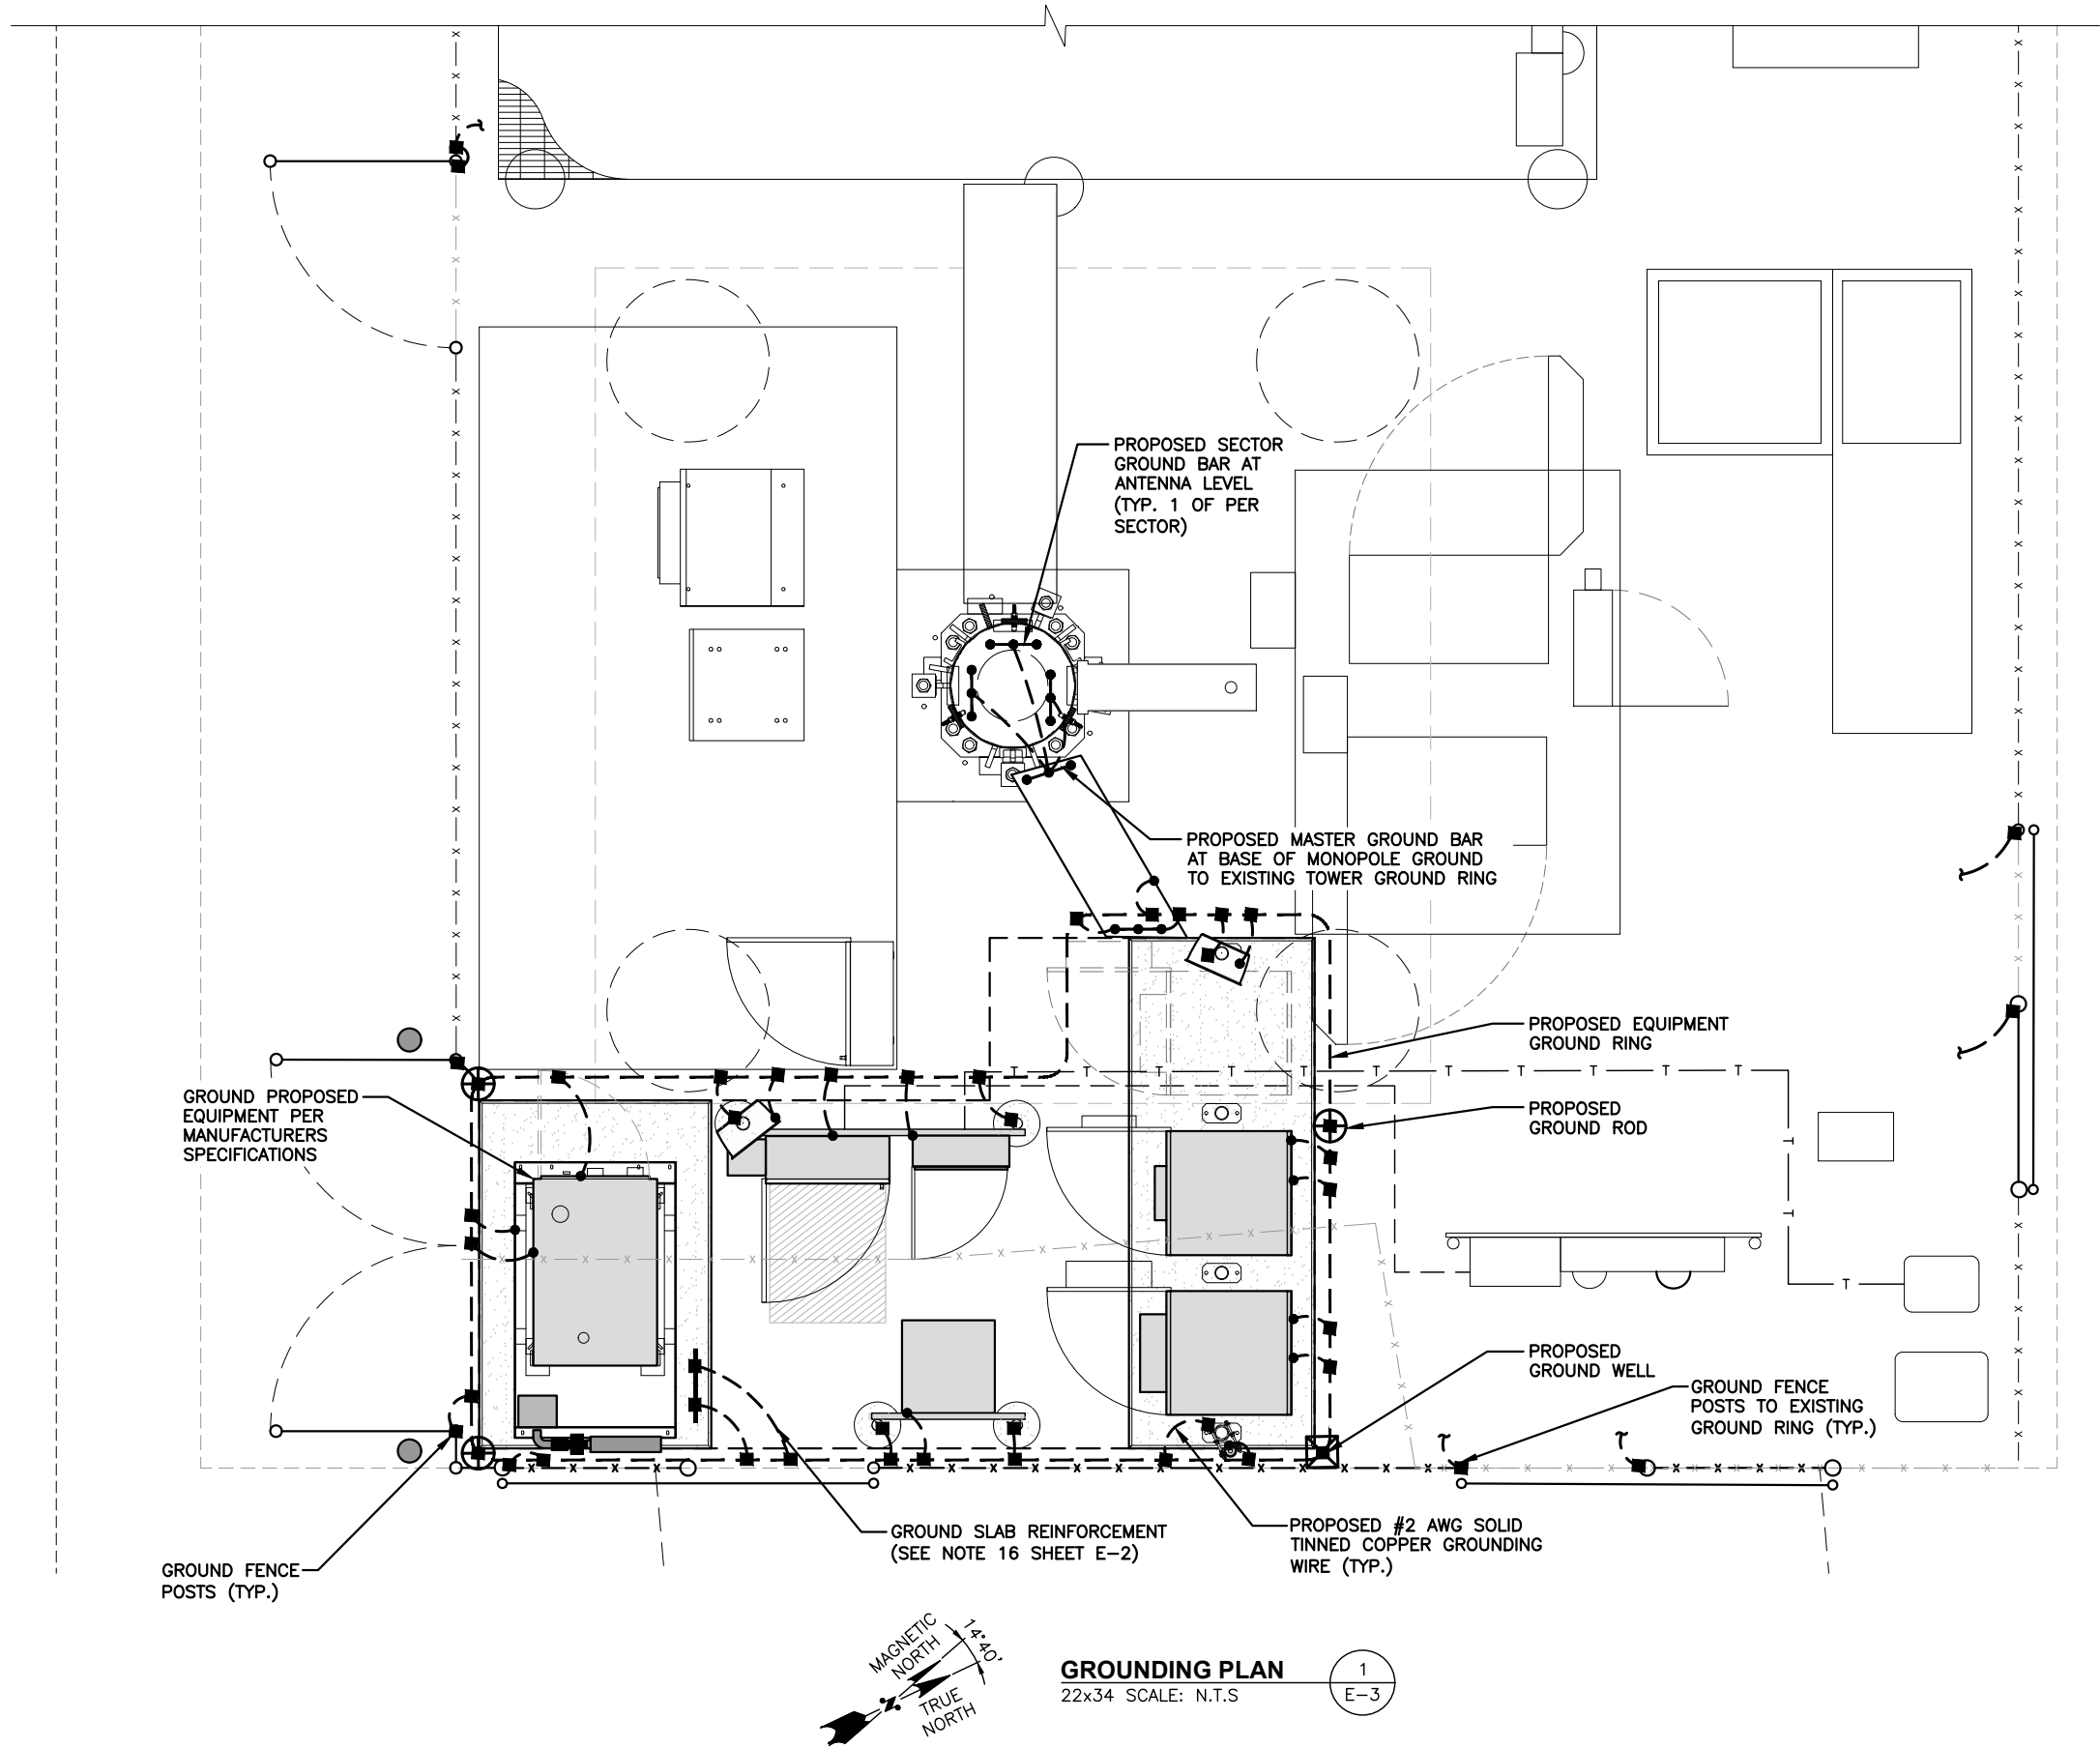 PROPOSED SECTOR
GROUND BAR AT
ANTENNA LEVEL
(TYP. 1 OF PER
SECTOR)
PROPOSED MASTER GROUND BAR
AT BASE OF MONOPOLE GROUND
TO EXISTING TOWER GROUND RING
PROPOSED EQUIPMENT
GROUND RING
GROUND PROPOSED
EQUIPMENT PER
MANUFACTURERS
SPECIFICATIONS
PROPOSED
GROUND ROD
PROPOSED
GROUND WELL
GROUND FENCE
POSTS TO EXISTING
GROUND RING (TYP.)
GROUND SLAB REINFORCEMENT
(SEE NOTE 16 SHEET E-2)
PROPOSED #2 AWG SOLID
TINNED COPPER GROUNDING
WIRE (TYP.)
GROUND FENCE
POSTS (TYP.)
MAGNETIC
NORTH
14°40'
N
TRUE
NORTH
GROUNDING PLAN
22x34 SCALE: N.T.S
1
E-3